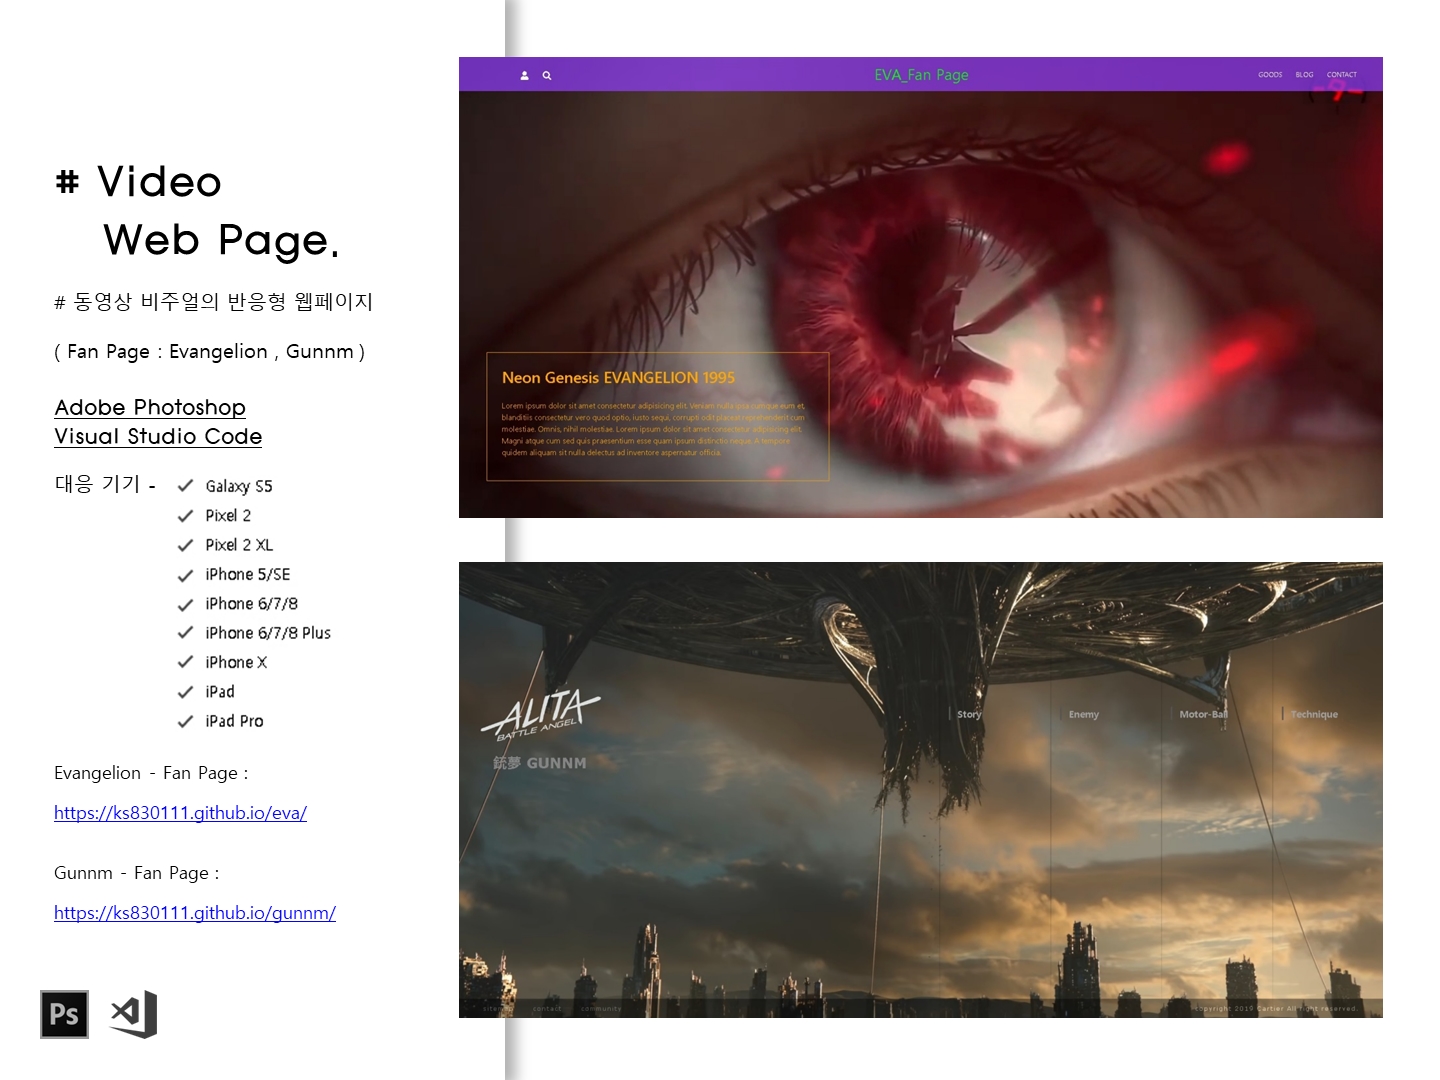 # Video
Web Page.
# 동영상 비주얼의 반응형 웹페이지
( Fan Page : Evangelion , Gunnm )
Adobe Photoshop
Visual Studio Code
대응 기기 -
Galaxy S5
Pixel 2
Pixel 2 XL
iPhone 5/SE
iPhone 6/7/8
iPhone 6/7/8 Plus
iPhone X
iPad
iPad Pro
Evangelion - Fan Page :
https://ks830111.github.io/eva/
Gunnm - Fan Page :
https://ks830111.github.io/gunnm/
Ps
EVA_Fan Page
GOODS BLOG CONTACT
Neon Genesis EVANGELION 1995
Lorem ipsum dolor sit amet consectetur adipisicing elit. Veniam nulla ipsa cumque eum et,
blanditiis consectetur vero quod optio, iusto sequi, corrupti odit placeat reprehenderit cum
molestiae. Omnis, nihil molestiae. Lorem ipsum dolor sit amet consectetur adipisicing elit.
Magni atque cum sed quis praesentium esse quam ipsum distinctio neque. A tempore
quidem aliquam sit nulla delectus ad inventore aspernatur officia.
ALITA
BATTLE ANGEL
銃夢 GUNNM
Story Enemy Motor-Ball Technique
sitemap contact community
copyright 2019 Cartier All right reserved.